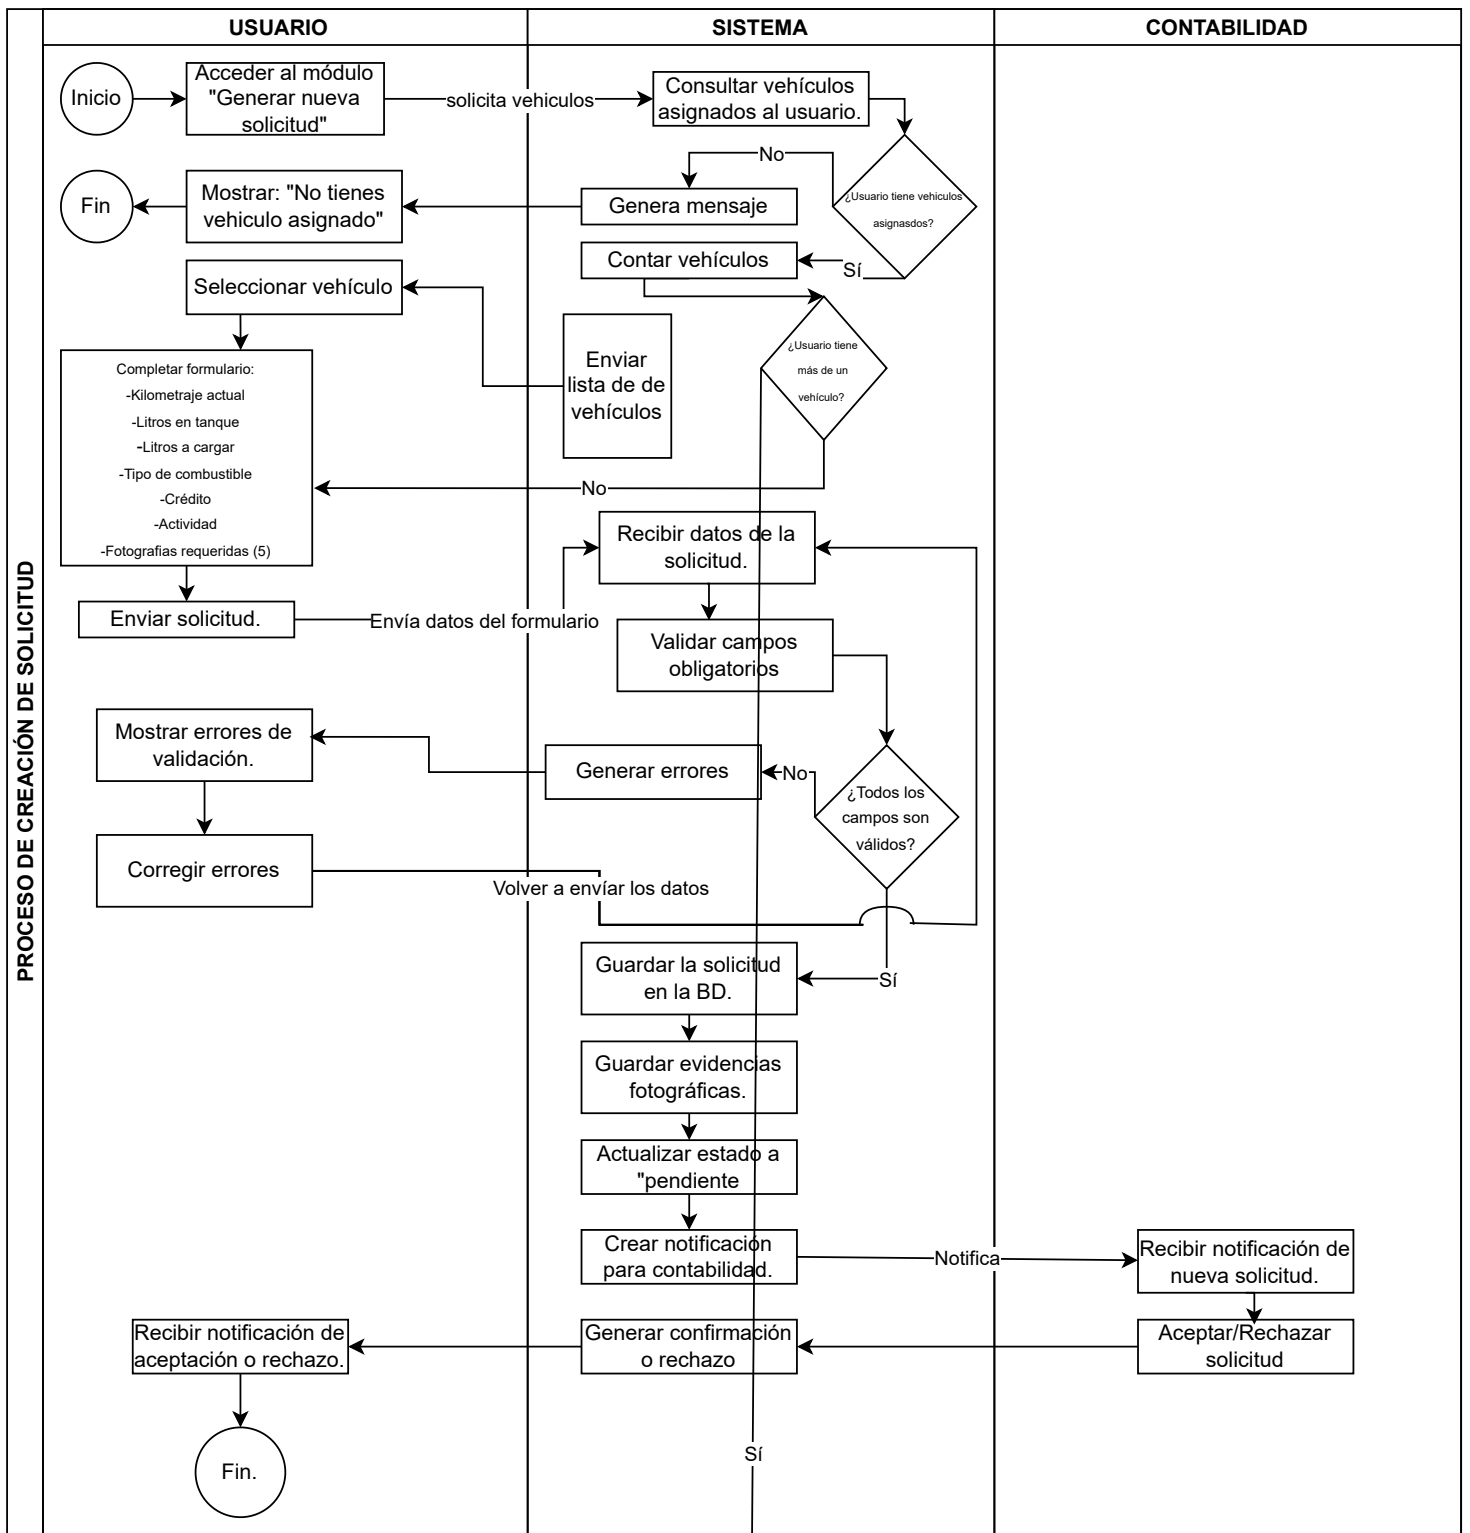 USUARIO
SISTEMA
CONTABILIDAD
PROCESO DE CREACIÓN DE SOLICITUD
Inicio
Acceder al módulo
"Generar nueva
solicitud"
solicita vehiculos
Consultar vehículos
asignados al usuario.
¿Usuario tiene vehiculos
asignasdos?
No
Genera mensaje
Mostrar: "No tienes
vehiculo asignado"
Fin
Sí
Contar vehículos
¿Usuario tiene
más de un
vehículo?
Enviar
lista de de
vehículos
Seleccionar vehículo
Completar formulario:
-Kilometraje actual
-Litros en tanque
-Litros a cargar
-Tipo de combustible
-Crédito
-Actividad
-Fotografias requeridas (5)
No
Enviar solicitud.
Envía datos del formulario
Recibir datos de la
solicitud.
Validar campos
obligatorios
¿Todos los
campos son
válidos?
No
Generar errores
Mostrar errores de
validación.
Corregir errores
Volver a envíar los datos
Sí
Guardar la solicitud
en la BD.
Guardar evidencias
fotográficas.
Actualizar estado a
"pendiente
Crear notificación
para contabilidad.
Notifica
Recibir notificación de
nueva solicitud.
Aceptar/Rechazar
solicitud
Generar confirmación
o rechazo
Recibir notificación de
aceptación o rechazo.
Fin.
Sí